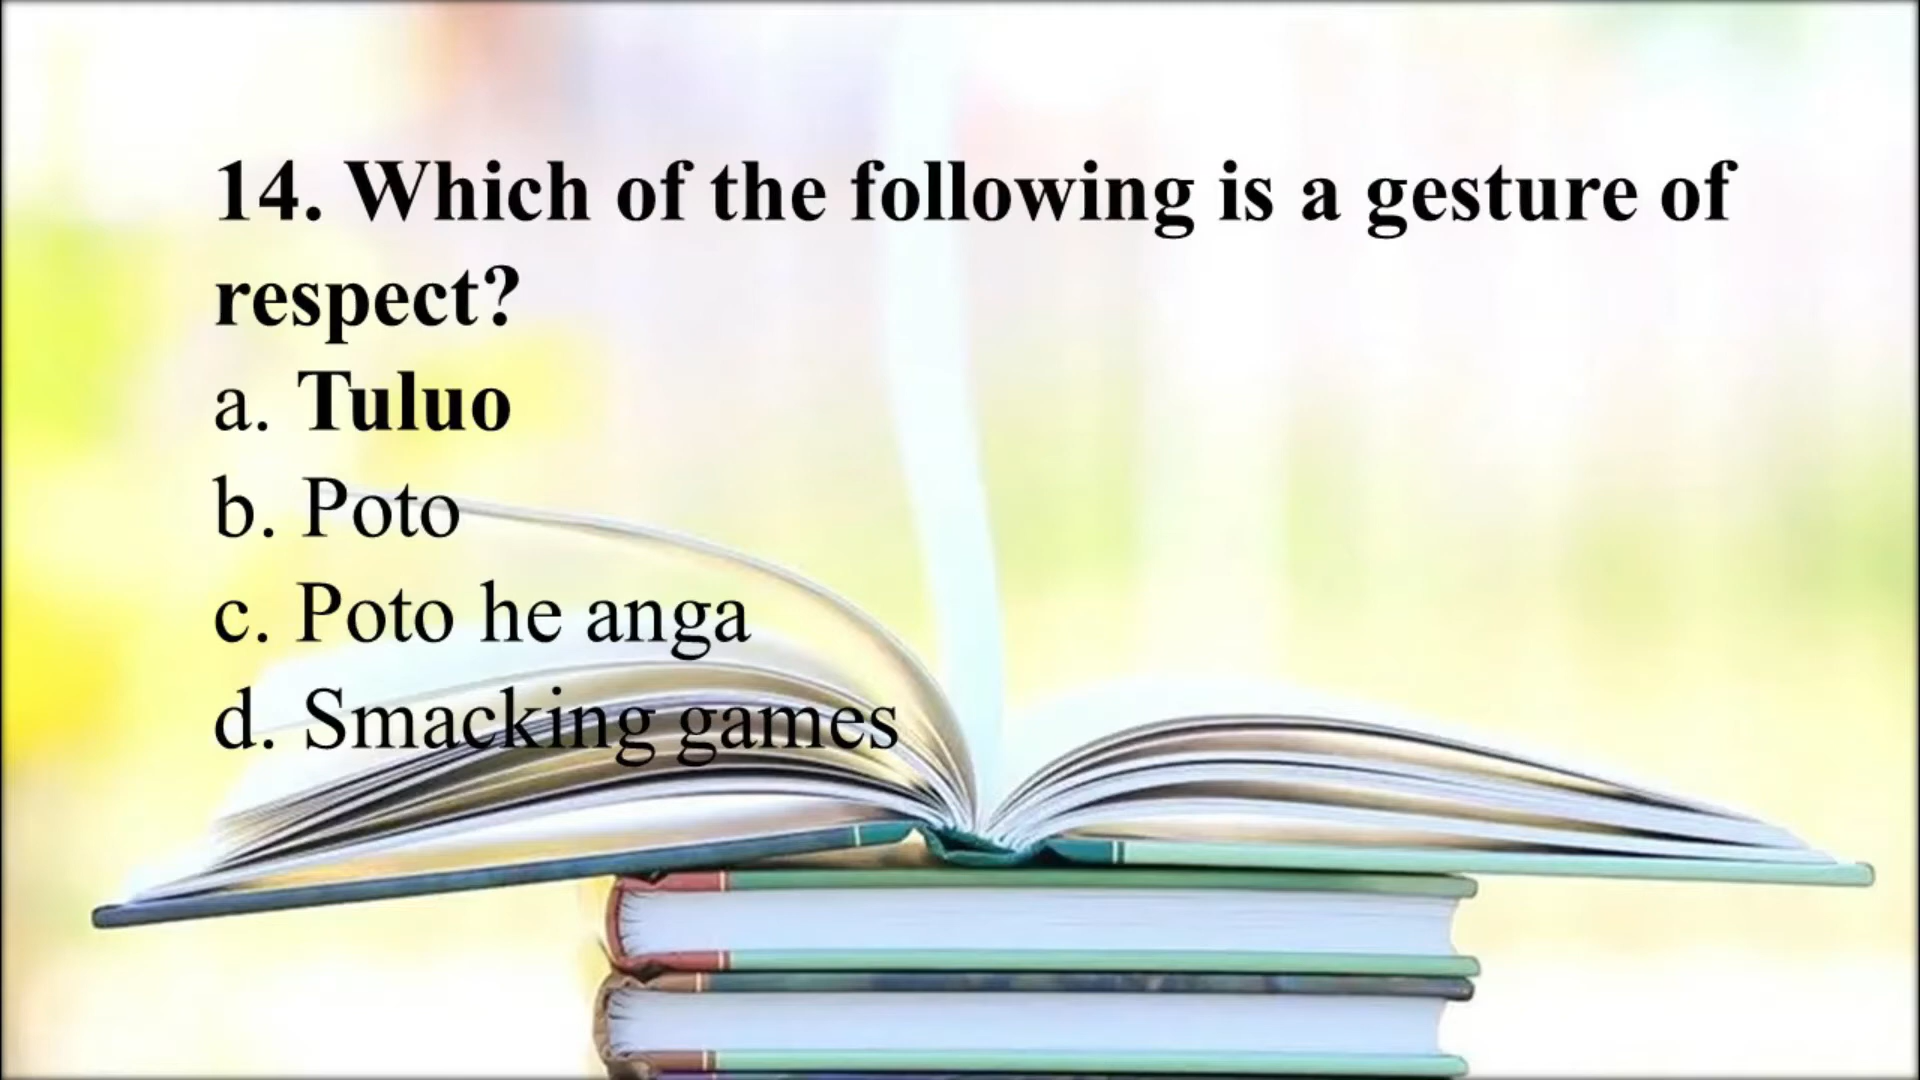 14. Which of the following is a gesture of
respect?
a. Tuluo
b. Poto
c. Poto he anga
d. Smacking games